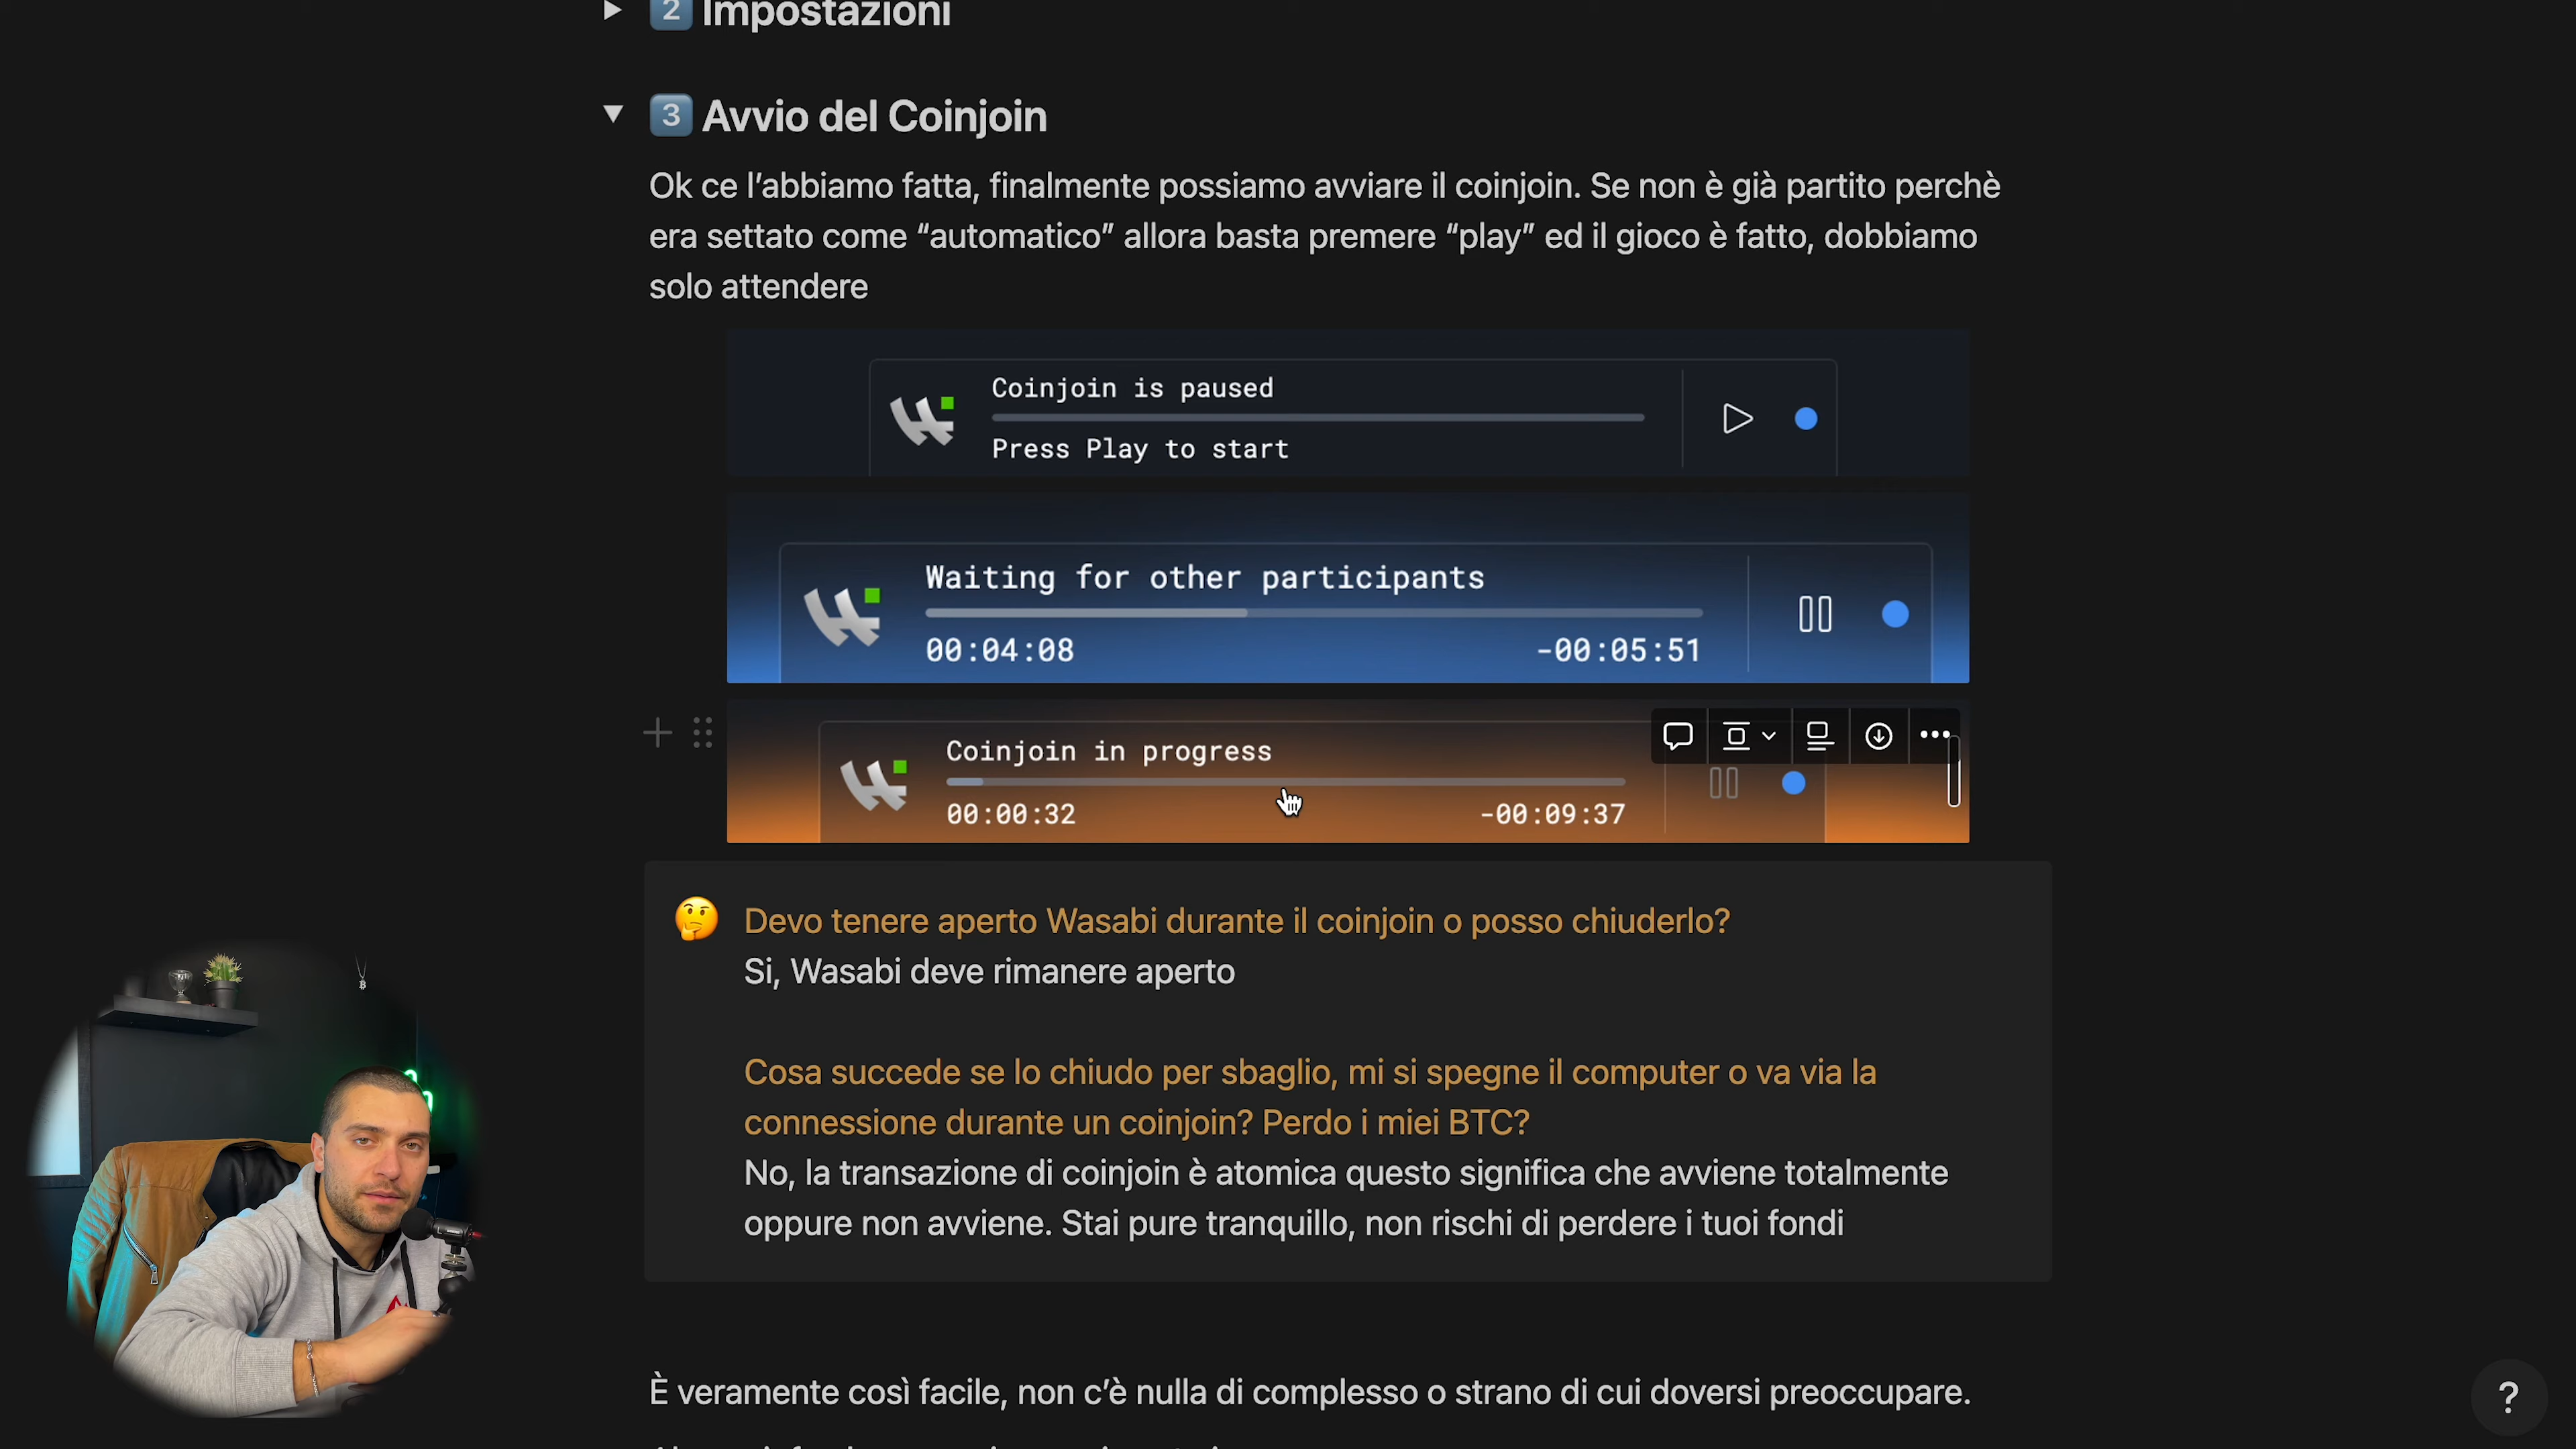 2 Impostazioni
3 Avvio del Coinjoin
Ok ce l’abbiamo fatta, finalmente possiamo avviare il coinjoin. Se non è già partito perchè
era settato come “automatico” allora basta premere “play” ed il gioco è fatto, dobbiamo
solo attendere
Coinjoin is paused
Press Play to start
Waiting for other participants
00:04:08 -00:05:51
Coinjoin in progress
00:00:32 -00:09:37
Devo tenere aperto Wasabi durante il coinjoin o posso chiuderlo?
Si, Wasabi deve rimanere aperto
Cosa succede se lo chiudo per sbaglio, mi si spegne il computer o va via la
connessione durante un coinjoin? Perdo i miei BTC?
No, la transazione di coinjoin è atomica questo significa che avviene totalmente
oppure non avviene. Stai pure tranquillo, non rischi di perdere i tuoi fondi
È veramente così facile, non c’è nulla di complesso o strano di cui doversi preoccupare.
?